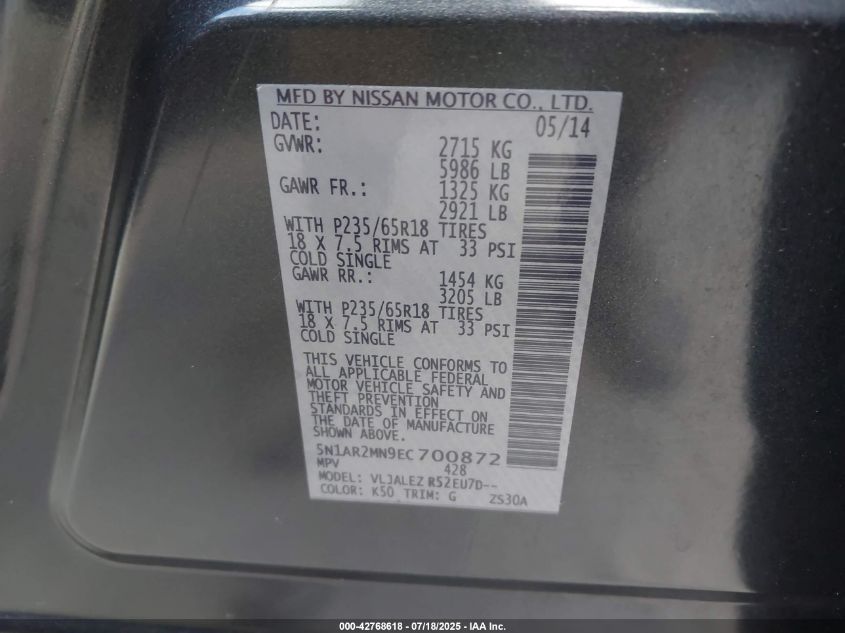 MFD BY NISSAN MOTOR CO., LTD.
DATE: 05/14
GVWR: 2715 KG
5986 LB
GAWR FR.: 1325 KG
2921 LB
WITH P235/65R18 TIRES
18 X 7.5 RIMS AT 33 PSI
COLD SINGLE
GAWR RR.: 1454 KG
3205 LB
WITH P235/65R18 TIRES
18 X 7.5 RIMS AT 33 PSI
COLD SINGLE
THIS VEHICLE CONFORMS TO
ALL APPLICABLE FEDERAL
MOTOR VEHICLE SAFETY AND
THEFT PREVENTION
STANDARDS IN EFFECT ON
THE DATE OF MANUFACTURE
SHOWN ABOVE.
5N1AR2MN9EC 700872
MPV 428
MODEL: VLJALEZ R52EU7D--
COLOR: K50 TRIM: G ZS30A
000-42768618 - 07/18/2025 - IAA Inc.